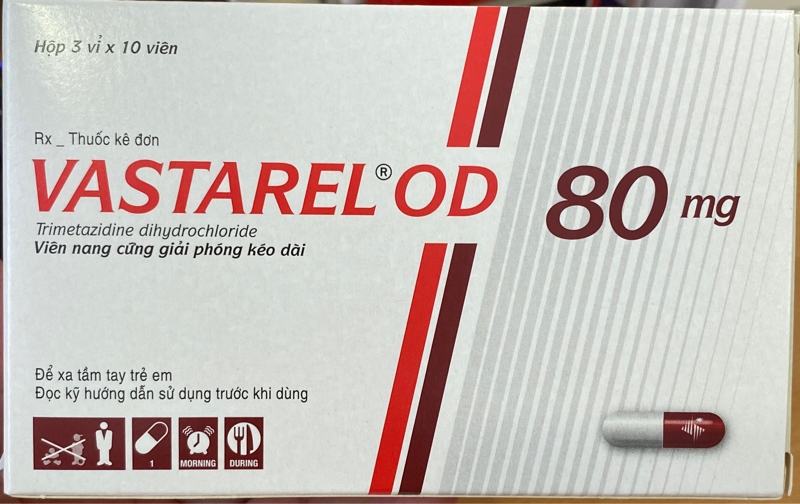 Hộp 3 vỉ x 10 viên
Rx _ Thuốc kê đơn
VASTAREL® OD 80 mg
Trimetazidine dihydrochloride
Viên nang cứng giải phóng kéo dài
Để xa tầm tay trẻ em
Đọc kỹ hướng dẫn sử dụng trước khi dùng
1 MORNING DURING